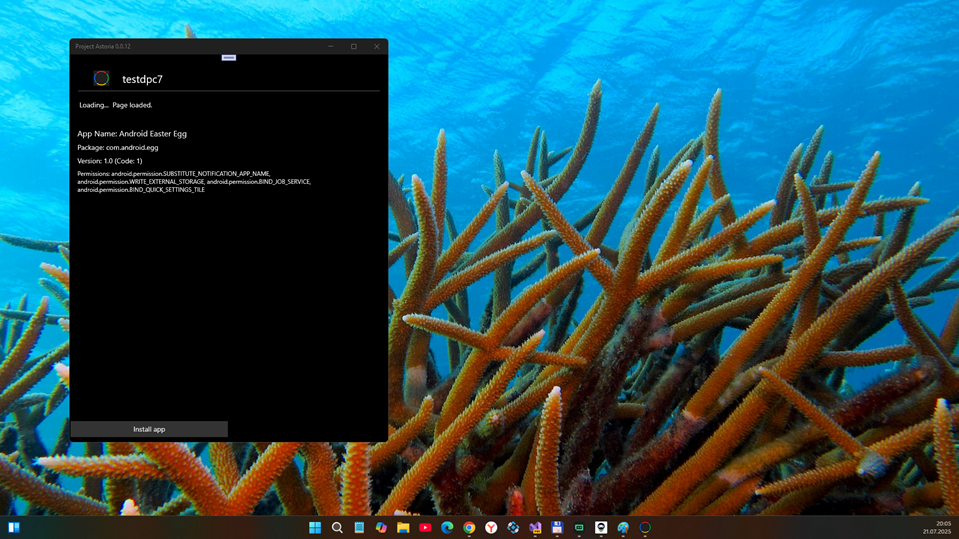 Project Astoria 0.0.12
testdpc7
Loading... Page loaded.
App Name: Android Easter Egg
Package: com.android.egg
Version: 1.0 (Code: 1)
Permissions: android.permission.SUBSTITUTE_NOTIFICATION_APP_NAME,
android.permission.WRITE_EXTERNAL_STORAGE, android.permission.BIND_JOB_SERVICE,
android.permission.BIND_QUICK_SETTINGS_TILE
Install app
20:05
21.07.2025